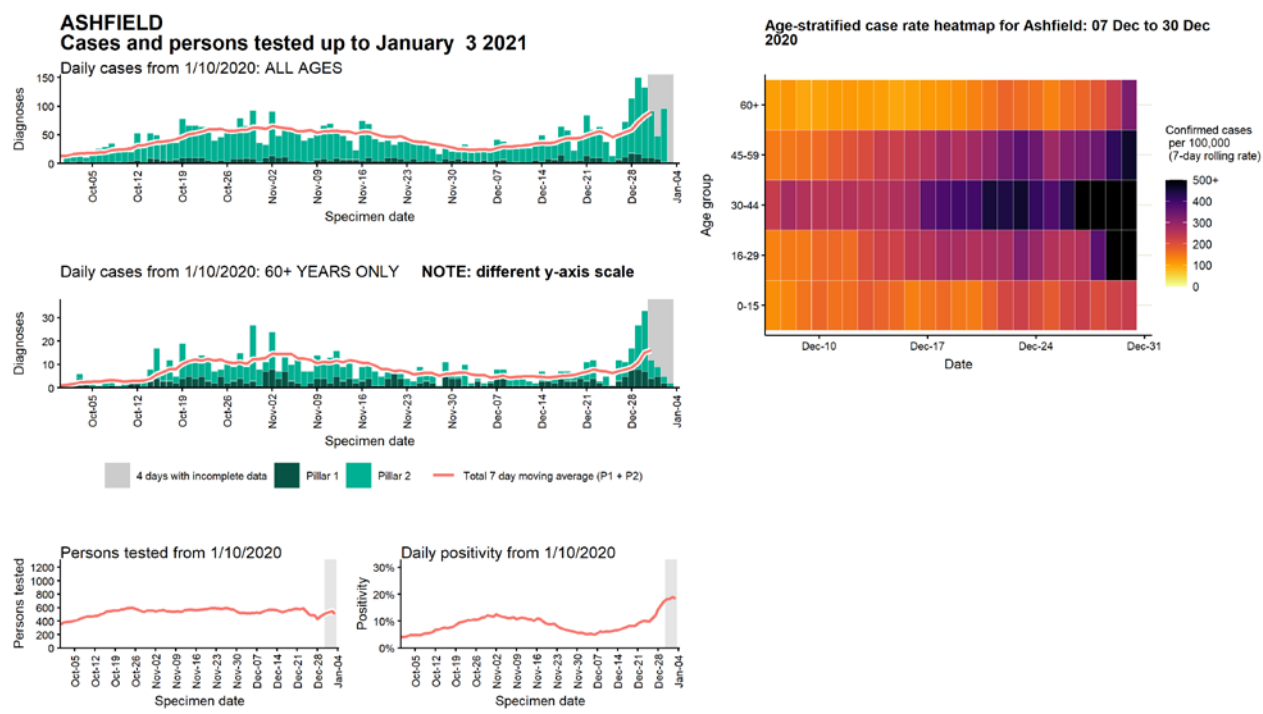 ASHFIELD
Cases and persons tested up to January 3 2021
Daily cases from 1/10/2020: ALL AGES
Diagnoses
150
100
50
0
Oct-05
Oct-12
Oct-19
Oct-26
Nov-02
Nov-09
Nov-16
Nov-23
Nov-30
Dec-07
Dec-14
Dec-21
Dec-28
Jan-04
Specimen date
Daily cases from 1/10/2020: 60+ YEARS ONLY NOTE: different y-axis scale
Diagnoses
30
20
10
0
Oct-05
Oct-12
Oct-19
Oct-26
Nov-02
Nov-09
Nov-16
Nov-23
Nov-30
Dec-07
Dec-14
Dec-21
Dec-28
Jan-04
Specimen date
4 days with incomplete data Pillar 1 Pillar 2 Total 7 day moving average (P1 + P2)
Persons tested from 1/10/2020
Persons tested
1200
1000
800
600
400
200
0
Oct-05
Oct-12
Oct-19
Oct-26
Nov-02
Nov-09
Nov-16
Nov-23
Nov-30
Dec-07
Dec-14
Dec-21
Dec-28
Jan-04
Specimen date
Daily positivity from 1/10/2020
Positivity
30%
20%
10%
0%
Oct-05
Oct-12
Oct-19
Oct-26
Nov-02
Nov-09
Nov-16
Nov-23
Nov-30
Dec-07
Dec-14
Dec-21
Dec-28
Jan-04
Specimen date
Age-stratified case rate heatmap for Ashfield: 07 Dec to 30 Dec
2020
Age group
60+
45-59
30-44
16-29
0-15
Dec-10
Dec-17
Dec-24
Dec-31
Date
Confirmed cases
per 100,000
(7-day rolling rate)
500+
400
300
200
100
0